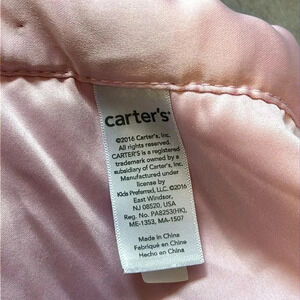 carter's®
©2016 Carter's, Inc.
All rights reserved.
CARTER'S is a registered
trademark owned by a
subsidiary of Carter's, Inc.
Manufactured under
license by
Kids Preferred, LLC. ©2016
East Windsor,
NJ 08520, USA
Reg. No. PA8253(HK),
ME-1353, MA-1507
Made in China
Fabriqué en Chine
Hecho en China